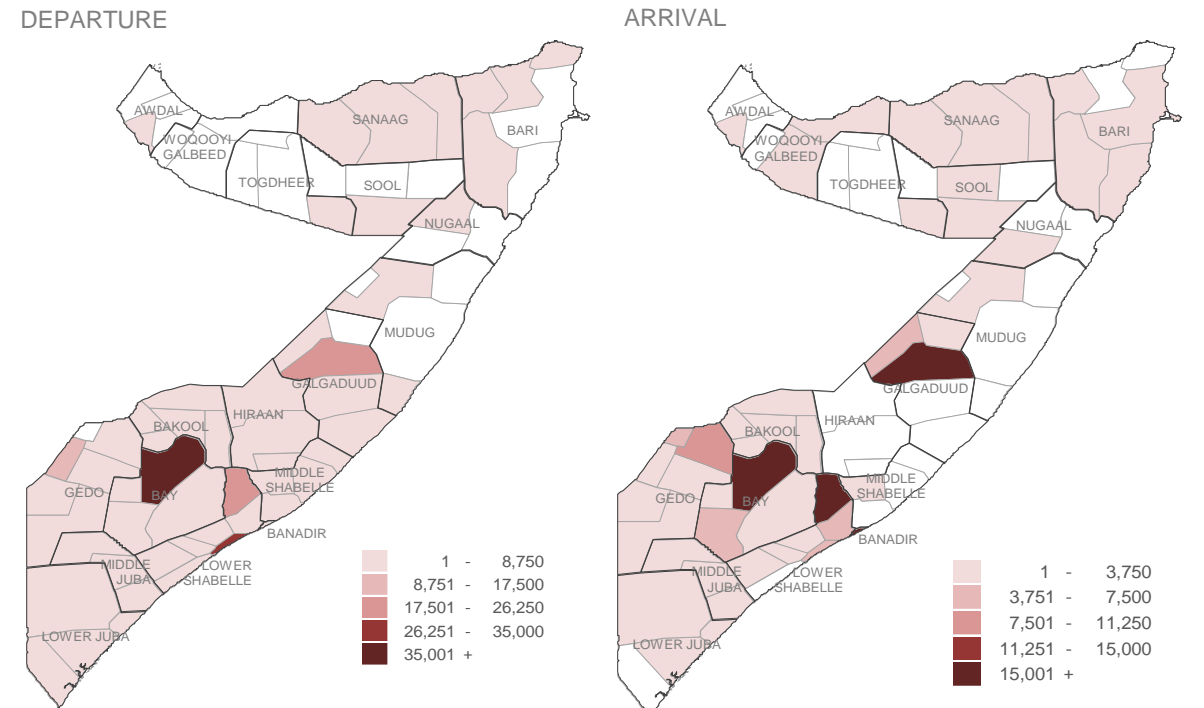 DEPARTURE
AWDAL
WOQOOYI
GALBEED
TOGDHEER
SANAAG
SOOL
BARI
NUGAAL
MUDUG
GALGADUUD
HIRAAN
BAKOOL
GEDO
BAY
MIDDLE
SHABELLE
BANADIR
MIDDLE
JUBA
LOWER
SHABELLE
LOWER JUBA
1 - 8,750
8,751 - 17,500
17,501 - 26,250
26,251 - 35,000
35,001 +
ARRIVAL
AWDAL
WOQOOYI
GALBEED
TOGDHEER
SANAAG
SOOL
BARI
NUGAAL
MUDUG
GALGADUUD
HIRAAN
BAKOOL
GEDO
BAY
MIDDLE
SHABELLE
BANADIR
MIDDLE
JUBA
LOWER
SHABELLE
LOWER JUBA
1 - 3,750
3,751 - 7,500
7,501 - 11,250
11,251 - 15,000
15,001 +